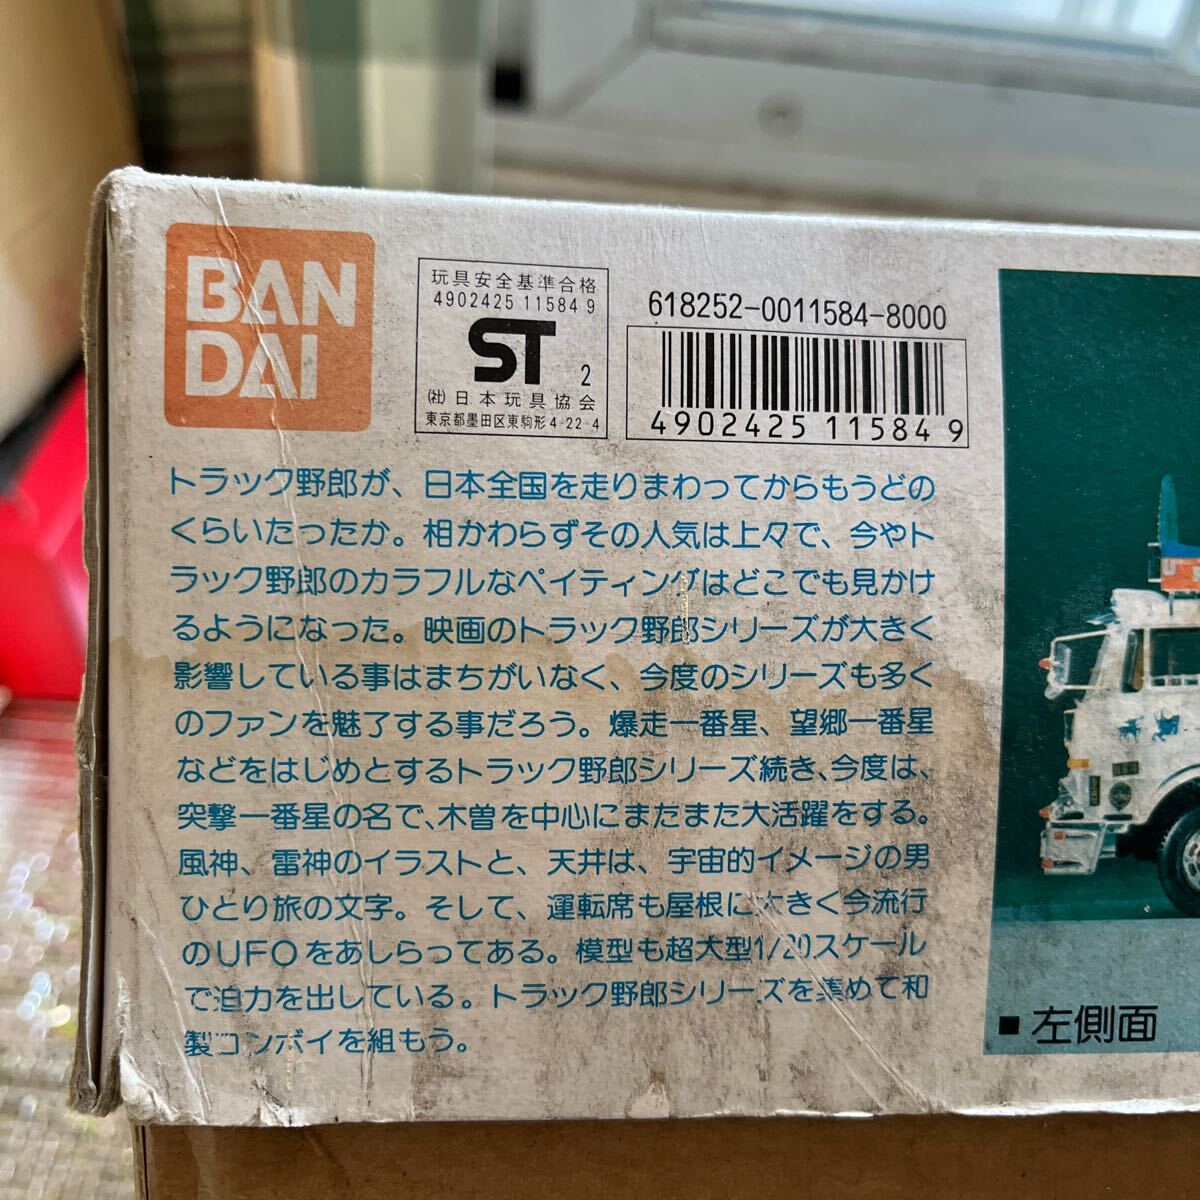 BAN
DAI
玩具安全基準合格
4902425 11584 9
ST 2
(社)日本玩具協会
東京都墨田区東駒形4-22-4
618252-0011584-8000
4902425 115849
トラック野郎が、日本全国を走りまわってからもうどの
くらいたったか。相かわらずその人気は上々で、今やト
ラック野郎のカラフルなペイティングはどこでも見かけ
るようになった。映画のトラック野郎シリーズが大きく
影響している事はまちがいなく、今度のシリーズも多く
のファンを魅了する事だろう。爆走一番星、望郷一番星
などをはじめとするトラック野郎シリーズ続き、今度は、
突撃一番星の名で、木曽を中心にまたまた大活躍をする。
風神、雷神のイラストと、天井は、宇宙的イメージの男
ひとり旅の文字。そして、運転席も屋根に大きく今流行
のUFOをあしらってある。模型も超大型1/20スケール
で迫力を出している。トラック野郎シリーズを集めて和
製コンボイを組もう。
■左側面